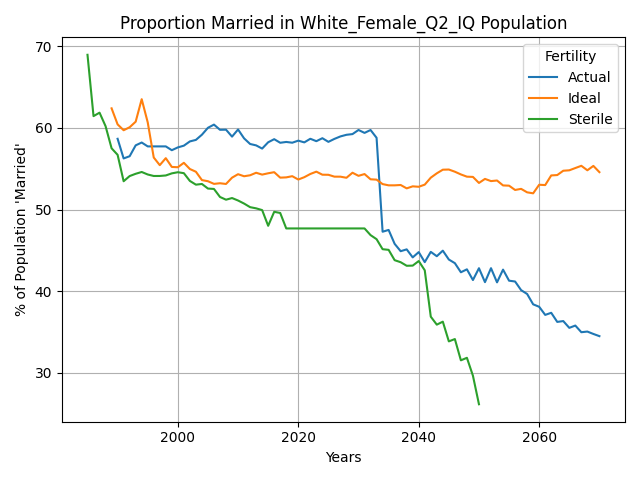 Proportion Married in White_Female_Q2_IQ Population
% of Population 'Married'
70
60
50
40
30
Fertility
Actual
Ideal
Sterile
2000
2020
2040
2060
Years